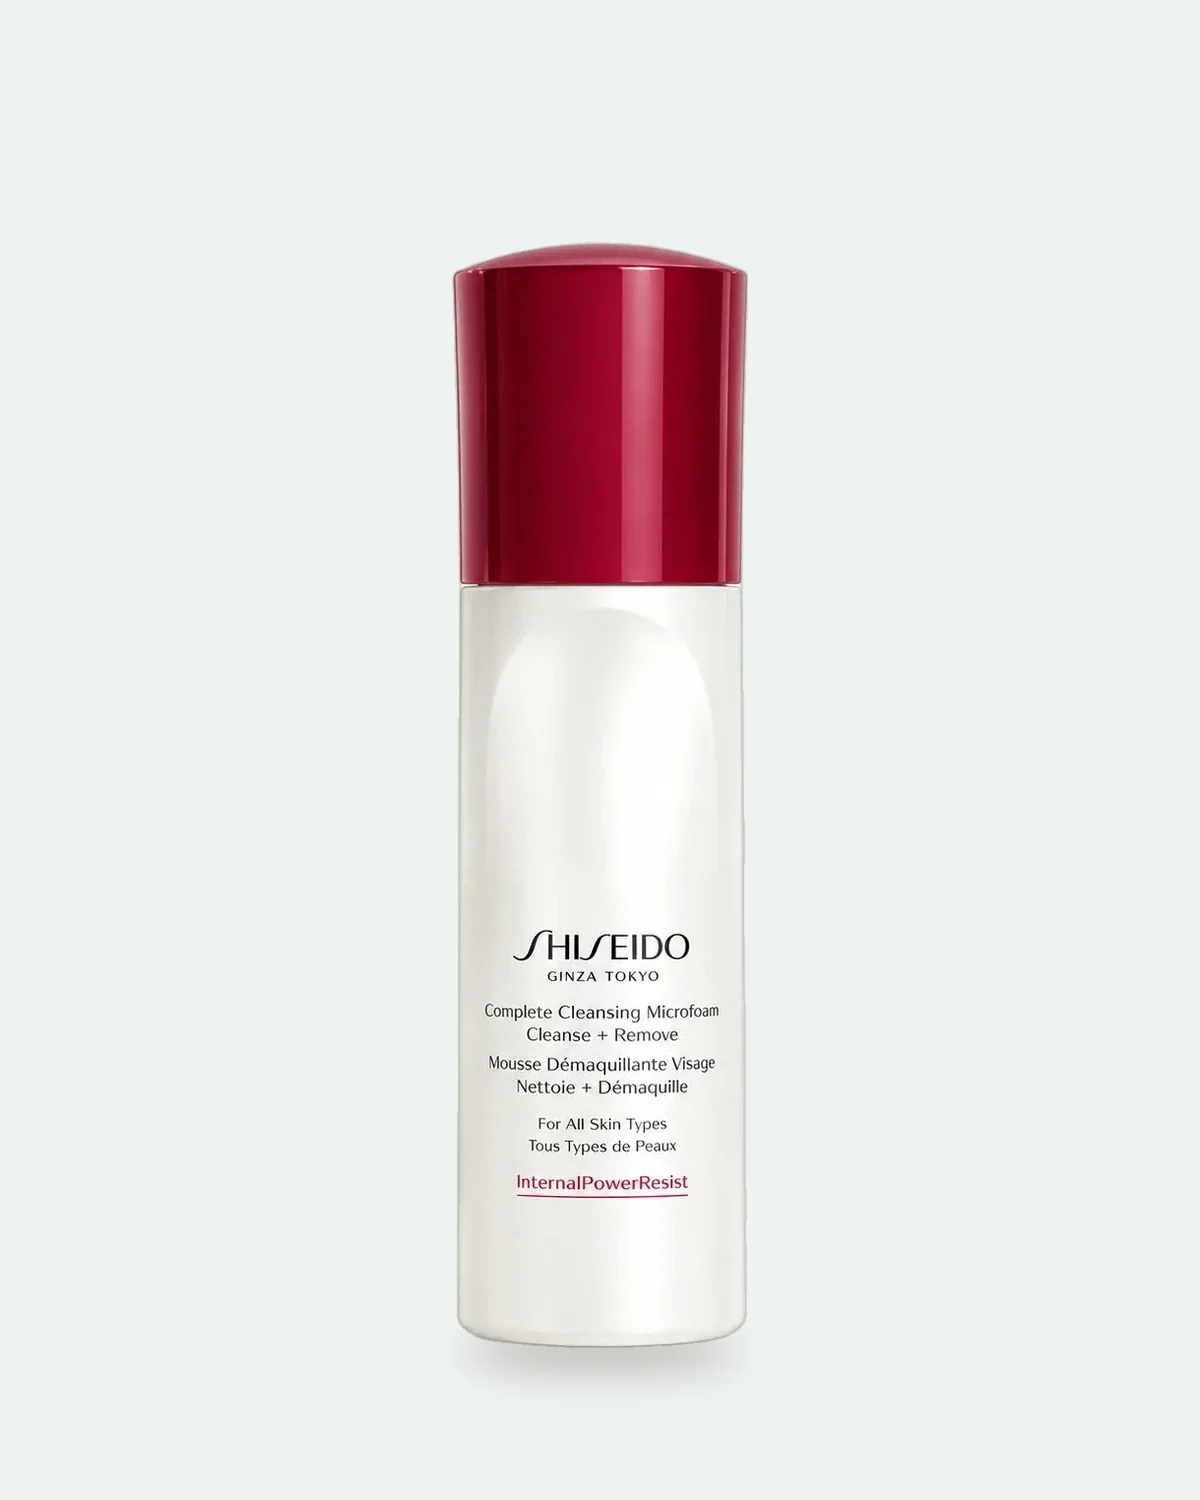 SHISEIDO
GINZA TOKYO
Complete Cleansing Microfoam
Cleanse + Remove
Mousse Démaquillante Visage
Nettoie + Démaquille
For All Skin Types
Tous Types de Peaux
InternalPowerResist